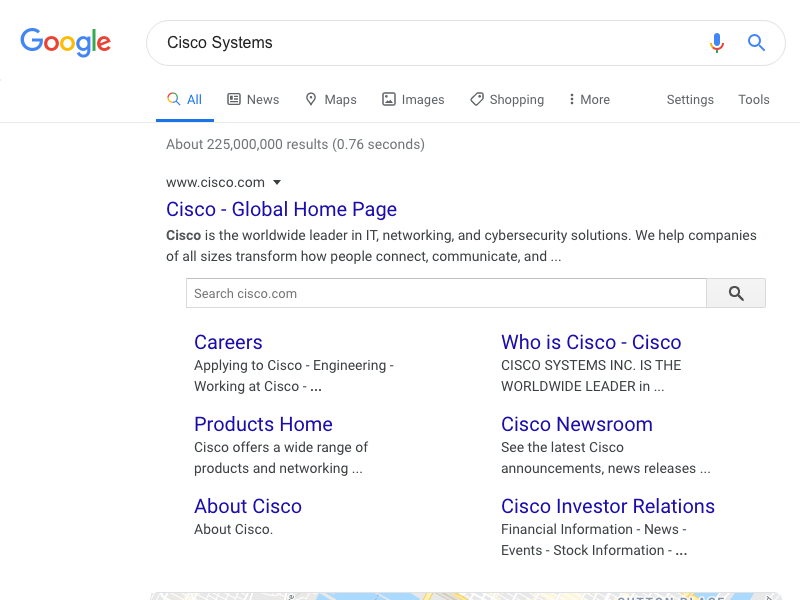 Google
Cisco Systems
All News Maps Images Shopping More Settings Tools
About 225,000,000 results (0.76 seconds)
www.cisco.com
Cisco - Global Home Page
Cisco is the worldwide leader in IT, networking, and cybersecurity solutions. We help companies
of all sizes transform how people connect, communicate, and ...
Search cisco.com
Careers
Applying to Cisco - Engineering -
Working at Cisco - ...
Who is Cisco - Cisco
CISCO SYSTEMS INC. IS THE
WORLDWIDE LEADER in ...
Products Home
Cisco offers a wide range of
products and networking ...
Cisco Newsroom
See the latest Cisco
announcements, news releases ...
About Cisco
About Cisco.
Cisco Investor Relations
Financial Information - News -
Events - Stock Information - ...
SUTTON PLACE